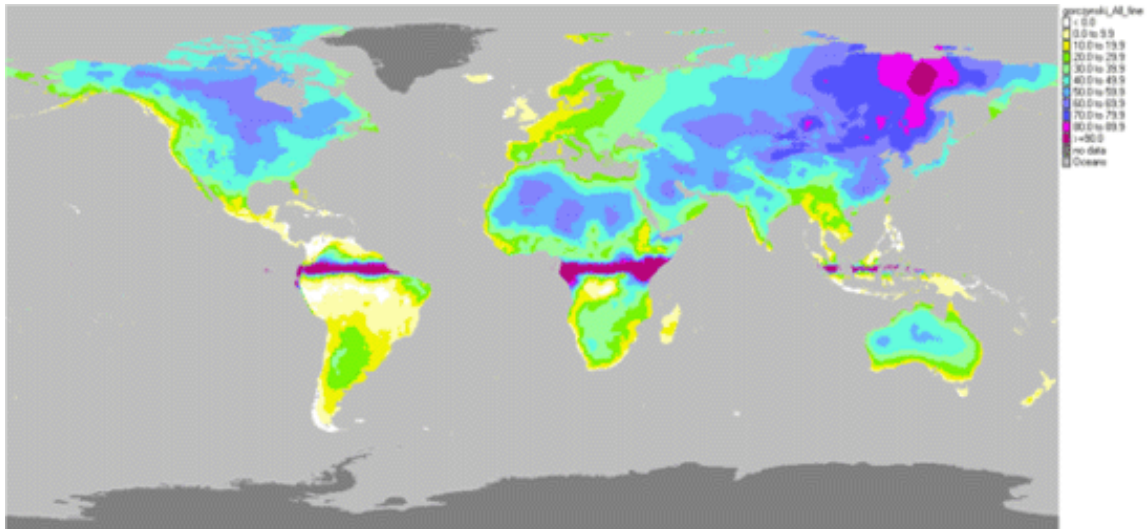 gorczynski_All_fine
< 0.0
0.0 to 9.9
10.0 to 19.9
20.0 to 29.9
30.0 to 39.9
40.0 to 49.9
50.0 to 59.9
60.0 to 69.9
70.0 to 79.9
80.0 to 89.9
>=90.0
no data
Oceans